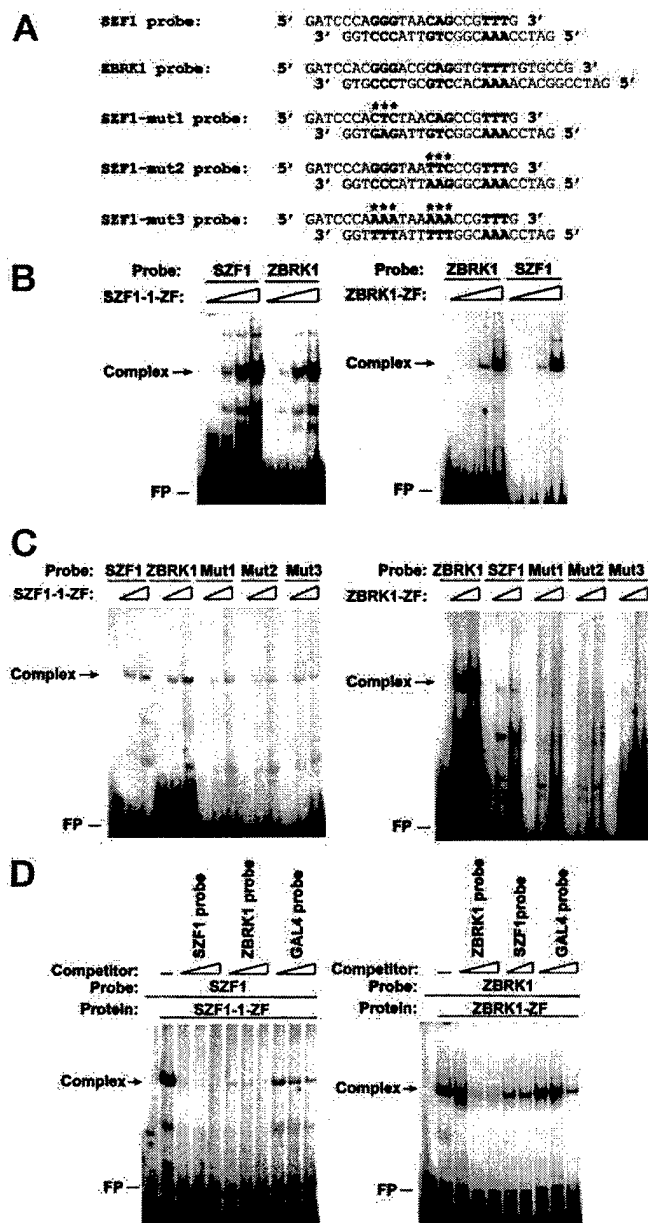 A
SZF1 probe: 5' GATCCCAGGGTAACAGCCGTTTG 3'
3' GGTCCCATTGTCGGCAAACCTAG 5'
ZBRK1 probe: 5' GATCCACGGGACGCAGGTGTTTTGTGCCG 3'
3' GTGCCCTGCGTCCACAAAACACGGCCTAG 5'
***
SZF1-mut1 probe: 5' GATCCCACTCTAACAGCCGTTTG 3'
3' GGTGAGATTGTCGGCAAACCTAG 5'
***
SZF1-mut2 probe: 5' GATCCCAGGGTAATTCCCGTTTG 3'
3' GGTCCCATTAAGGGCAAACCTAG 5'
*** ***
SZF1-mut3 probe: 5' GATCCCAAAATAAAAACCGTTTG 3'
3' GGTTTTATTTTTGGCAAACCTAG 5'
B
Probe: SZF1 ZBRK1
SZF1-1-ZF:
Complex →
FP –
Probe: ZBRK1 SZF1
ZBRK1-ZF:
Complex →
FP –
C
Probe: SZF1 ZBRK1 Mut1 Mut2 Mut3
SZF1-1-ZF:
Complex →
FP –
Probe: ZBRK1 SZF1 Mut1 Mut2 Mut3
ZBRK1-ZF:
Complex →
FP –
D
SZF1 probe
ZBRK1 probe
GAL4 probe
Competitor: –
Probe: SZF1
Protein: SZF1-1-ZF
Complex →
FP –
ZBRK1 probe
SZF1 probe
GAL4 probe
Competitor: –
Probe: ZBRK1
Protein: ZBRK1-ZF
Complex →
FP –